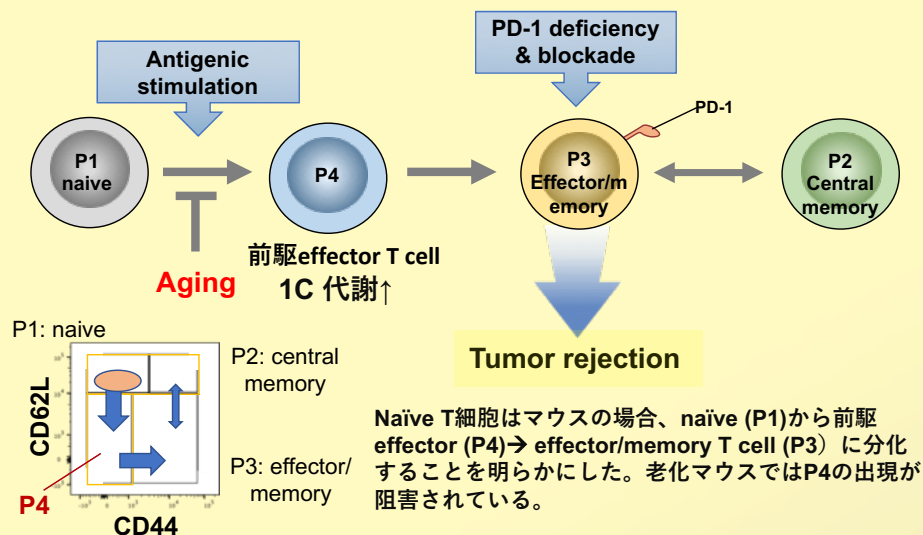 Antigenic
stimulation
PD-1 deficiency
& blockade
PD-1
P1
naive
P4
P3
Effector/m
emory
P2
Central
memory
前駆effector T cell
1C 代謝↑
Aging
Tumor rejection
P1: naive
P2: central
memory
P3: effector/
memory
P4
CD62L
CD44
Naïve T細胞はマウスの場合、naïve (P1)から前駆
effector (P4)→ effector/memory T cell (P3）に分化
することを明らかにした。老化マウスではP4の出現が
阻害されている。